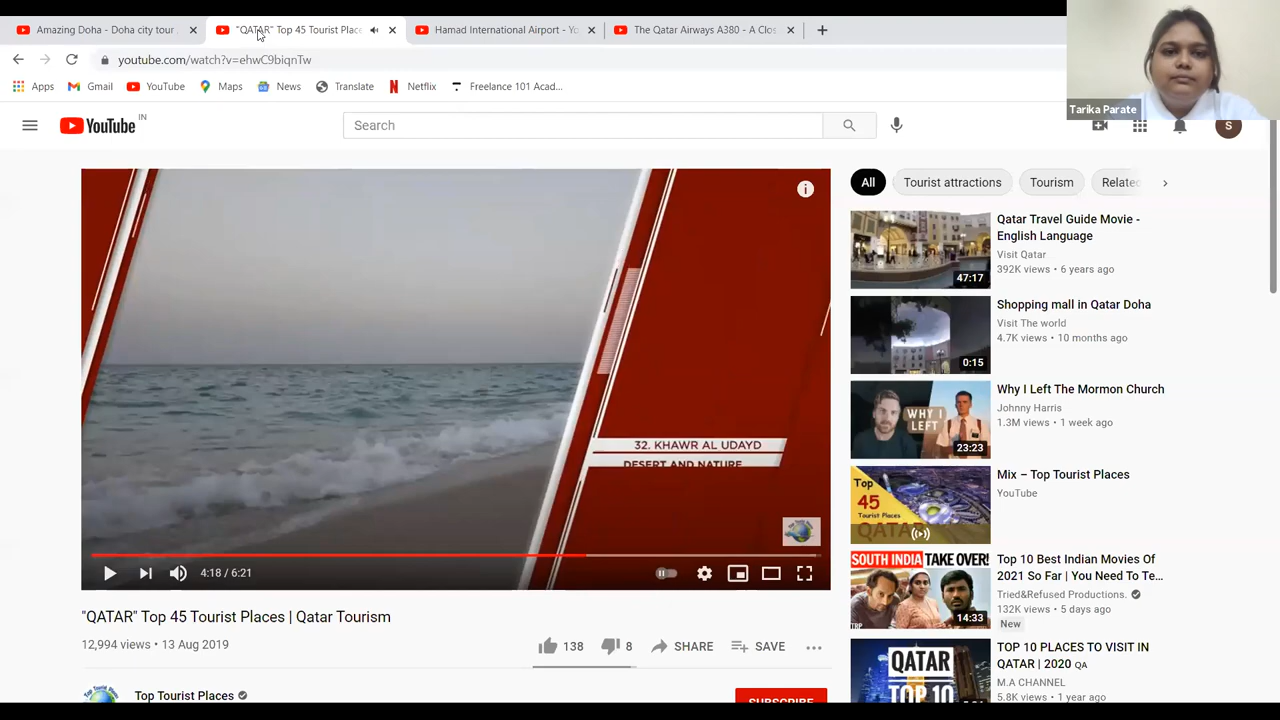 Amazing Doha - Doha city tour
"QATAR" Top 45 Tourist Place
Hamad International Airport - Yo
The Qatar Airways A380 - A Clos
youtube.com/watch?v=ehwC9biqnTw
Apps
Gmail
YouTube
Maps
News
Translate
Netflix
Freelance 101 Acad...
Tarika Parate
YouTube IN
Search
S
All
Tourist attractions
Tourism
Related
32. KHAWR AL UDAYD
DESERT AND NATURE
4:18 / 6:21
"QATAR" Top 45 Tourist Places | Qatar Tourism
12,994 views • 13 Aug 2019
138
8
SHARE
SAVE
Top Tourist Places
SUBSCRIBE
47:17
Qatar Travel Guide Movie -
English Language
Visit Qatar
392K views • 6 years ago
0:15
Shopping mall in Qatar Doha
Visit The world
4.7K views • 10 months ago
WHY I
LEFT
23:23
Why I Left The Mormon Church
Johnny Harris
1.3M views • 1 week ago
Top
45
Tourist Places
QATAR
Mix – Top Tourist Places
YouTube
SOUTH INDIA TAKE OVER!
14:33
Top 10 Best Indian Movies Of
2021 So Far | You Need To Te...
Tried&Refused Productions.
132K views • 5 days ago
New
QATAR
TOP 10
TOP 10 PLACES TO VISIT IN
QATAR | 2020 QA
M.A CHANNEL
5.8K views • 1 year ago